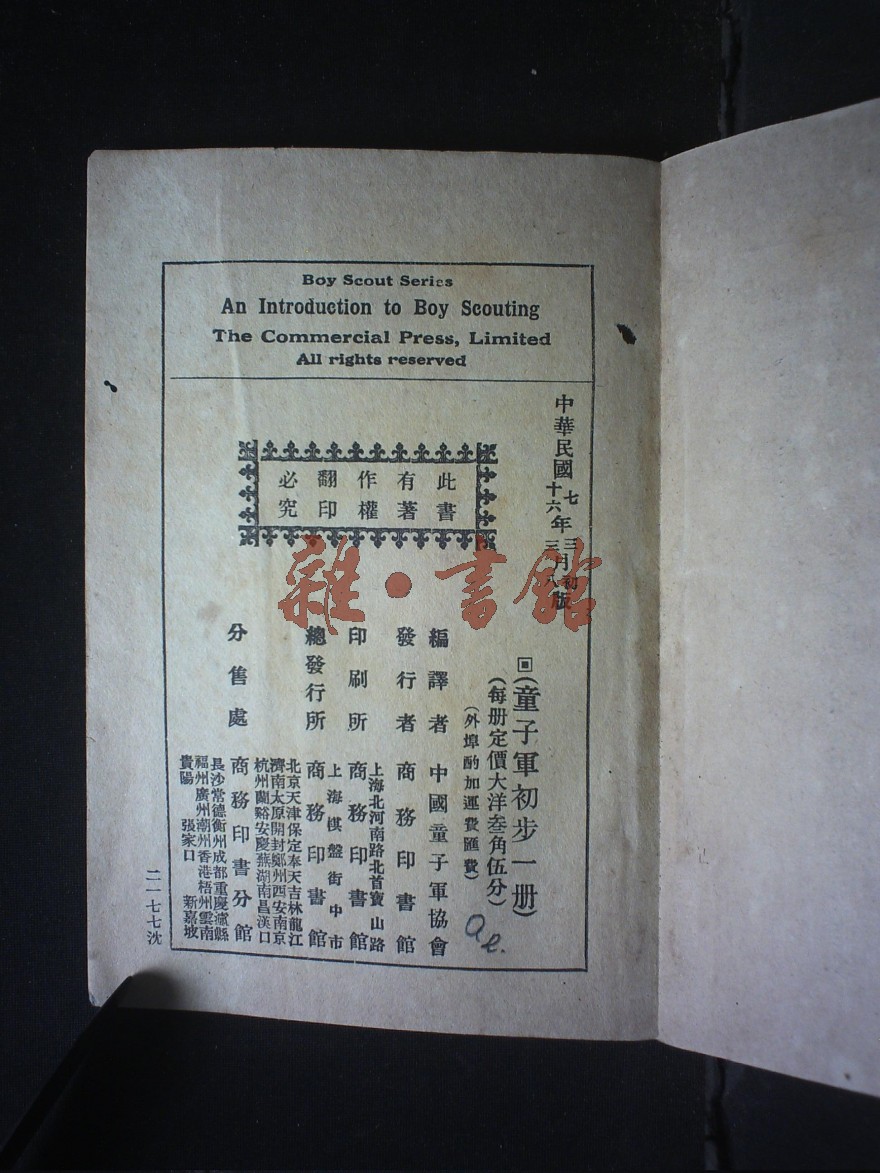 Boy Scout Series
An Introduction to Boy Scouting
The Commercial Press, Limited
All rights reserved
中華民國七年三月初版
十六三八
此書
有著
作權
翻印
必究
雜·書館
回(童子軍初步一册)
(每册定價大洋叁角伍分)
(外埠酌加運費匯費)
編譯者 中國童子軍協會
發行者 商務印書館
上海北河南路北首寶山路
印刷所 商務印書館
上海棋盤街中市
總發行所 商務印書館
北京天津保定奉天吉林龍江
濟南太原開封鄭州西安南京
杭州蘭谿安慶蕪湖南昌漢口
分售處 商務印書分館
長沙常德衡州成都重慶瀘縣
福州廣州潮州香港梧州雲南
貴陽 張家口 新嘉坡
二一七七沈